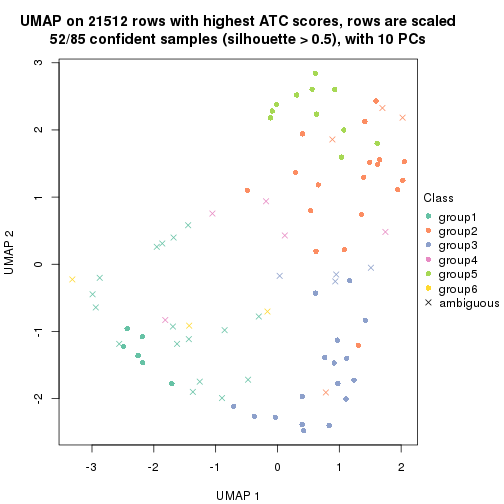 UMAP on 21512 rows with highest ATC scores, rows are scaled
52/85 confident samples (silhouette > 0.5), with 10 PCs
3
2
1
0
-1
-2
UMAP 2
-3
-2
-1
0
1
2
UMAP 1
Class
group1
group2
group3
group4
group5
group6
ambiguous